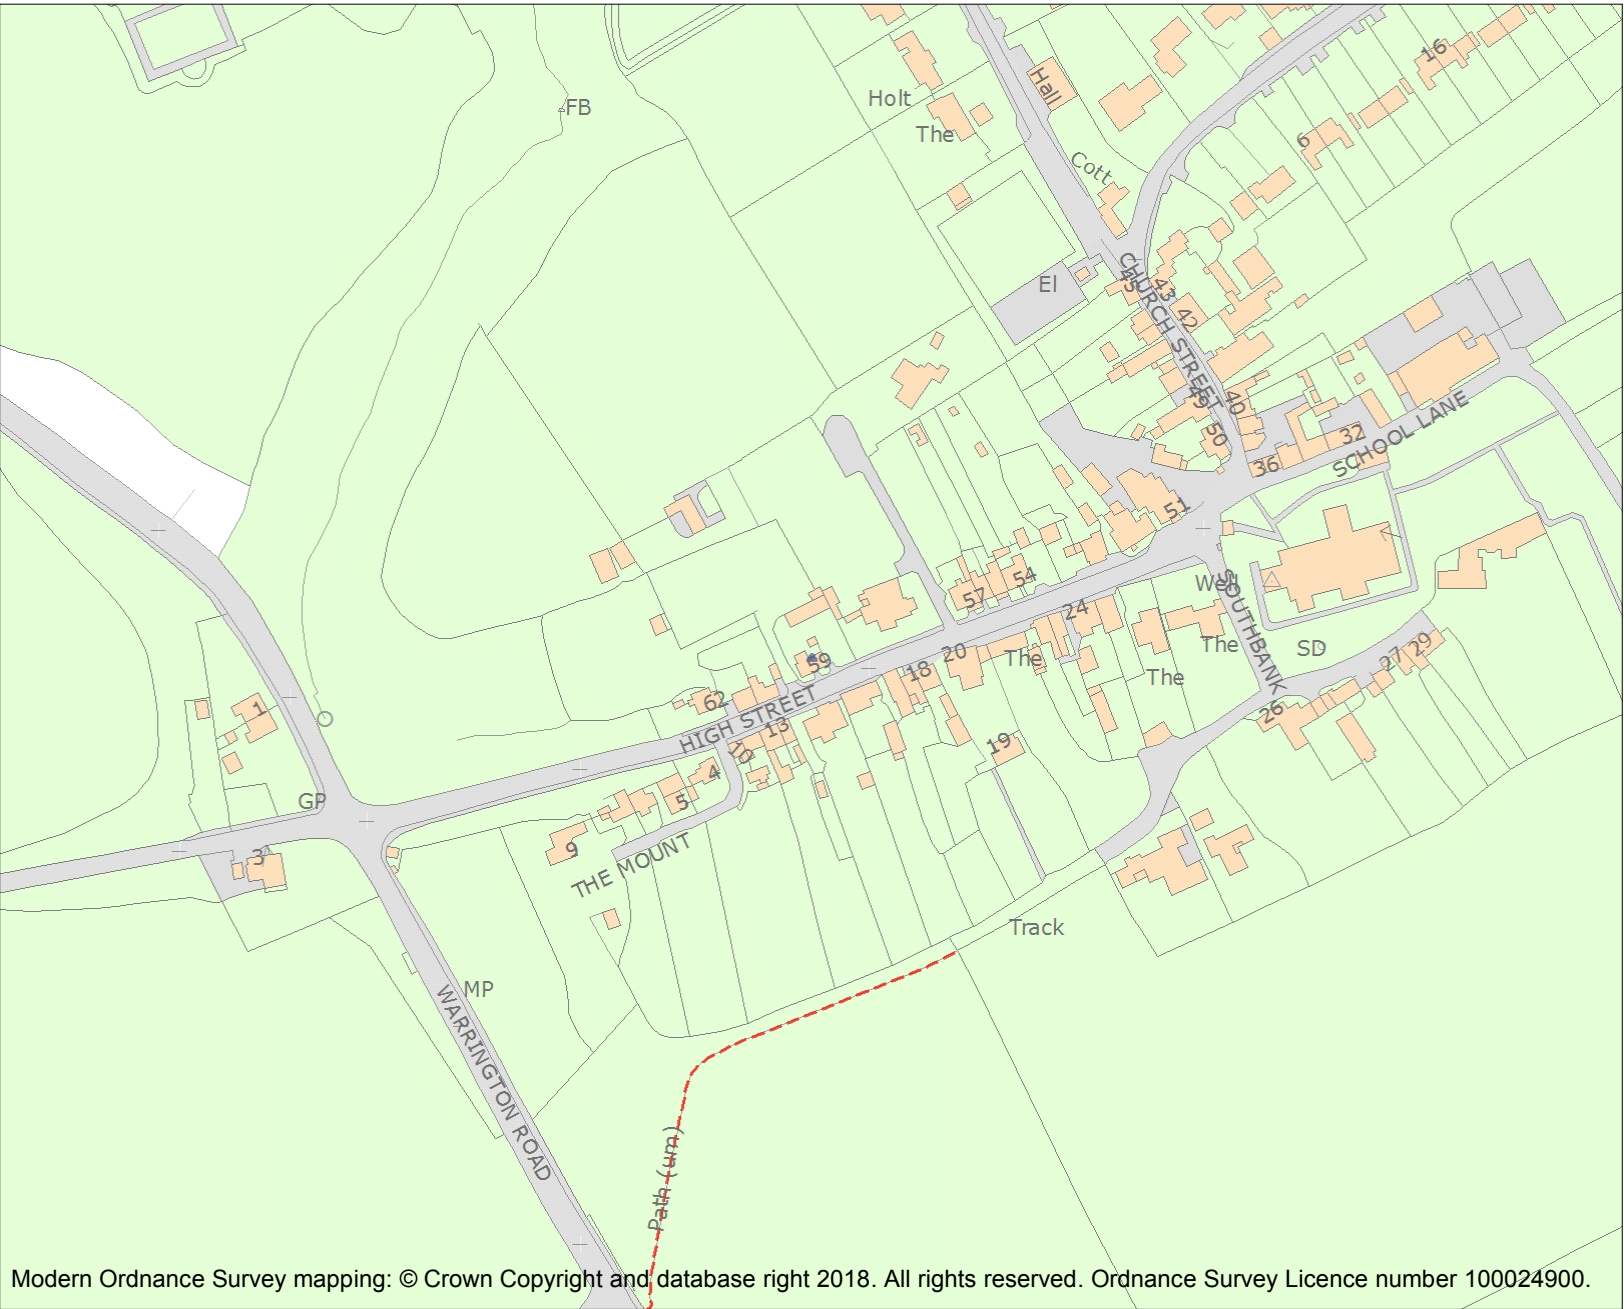 16
FB
Hall
Holt
The
6
Cott
El
CHURCH STREET
45
43
42
49
40
50
32
36
SCHOOL LANE
51
54
57
Well
24
SOUTHBANK
The
The
SD
29
27
20
The
59
18
62
26
1
HIGH STREET
13
10
19
4
GP
5
3
9
THE MOUNT
Track
MP
WARRINGTON ROAD
Path (um)
Modern Ordnance Survey mapping: © Crown Copyright and database right 2018. All rights reserved. Ordnance Survey Licence number 100024900.